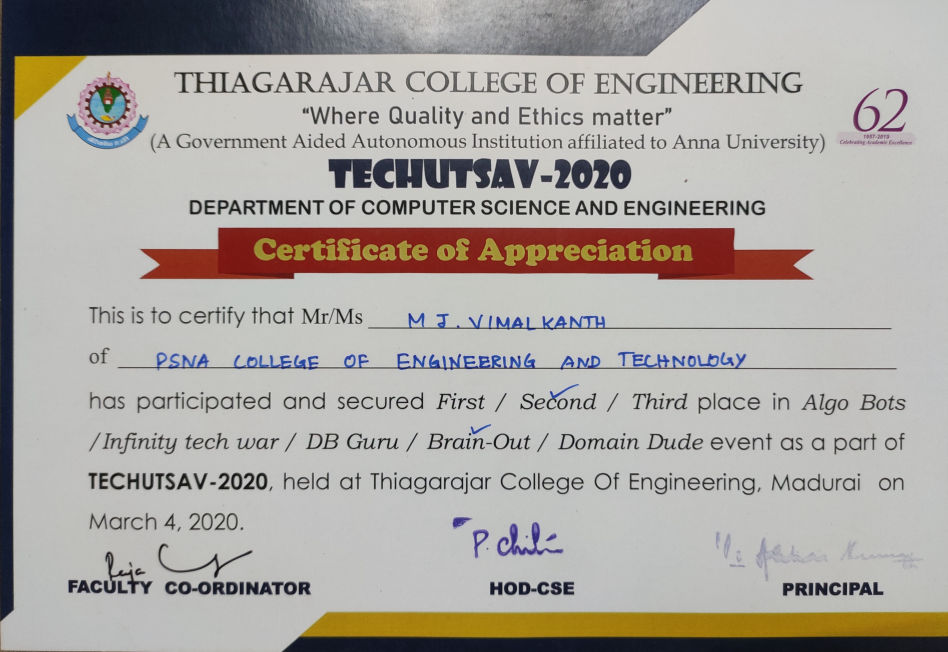 THIAGARAJAR COLLEGE OF ENGINEERING
"Where Quality and Ethics matter"
(A Government Aided Autonomous Institution affiliated to Anna University)
62
1957-2019
Celebrating Academic Excellence
TECHUTSAV-2020
DEPARTMENT OF COMPUTER SCIENCE AND ENGINEERING
Certificate of Appreciation
This is to certify that Mr/Ms M J. VIMAL KANTH
of PSNA COLLEGE OF ENGINEERING AND TECHNOLOGY
has participated and secured First / Second / Third place in Algo Bots
/Infinity tech war / DB Guru / Brain-Out / Domain Dude event as a part of
TECHUTSAV-2020, held at Thiagarajar College Of Engineering, Madurai on
March 4, 2020.
FACULTY CO-ORDINATOR HOD-CSE PRINCIPAL